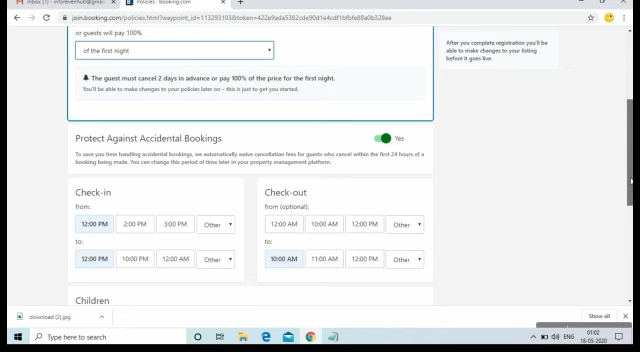 Policies - Booking.com
join.booking.com/policies.html?waypoint_id=113293103&token=
or guests will pay 100%
of the first night
After you complete registration you'll be
able to make changes to your listing
before it goes live.
The guest must cancel 2 days in advance or pay 100% of the price for the first night.
You'll be able to make changes to your policies later on – this is just to get you started.
Protect Against Accidental Bookings
Yes
To save you time handling accidental bookings, we automatically waive cancellation fees for guests who cancel within the first 24 hours of a
booking being made. You can change this period of time later in your property management platform.
Check-in
from:
12:00 PM 2:00 PM 3:00 PM Other
to:
12:00 PM 10:00 PM 12:00 AM Other
Check-out
from (optional):
12:00 AM 10:00 AM 12:00 PM Other
to:
10:00 AM 11:00 AM 12:00 PM Other
Children
download (2).jpg
Show all
Type here to search
ENG
01:02
18-05-2020